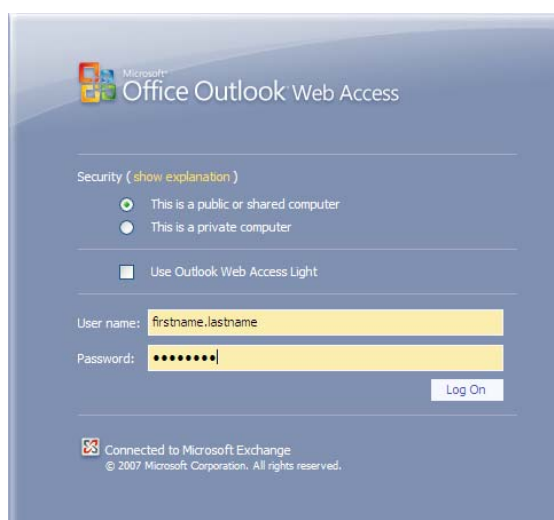 Microsoft®
Office Outlook Web Access
Security ( show explanation )
This is a public or shared computer
This is a private computer
Use Outlook Web Access Light
User name: firstname.lastname
Password: ●●●●●●●●
Log On
Connected to Microsoft Exchange
© 2007 Microsoft Corporation. All rights reserved.